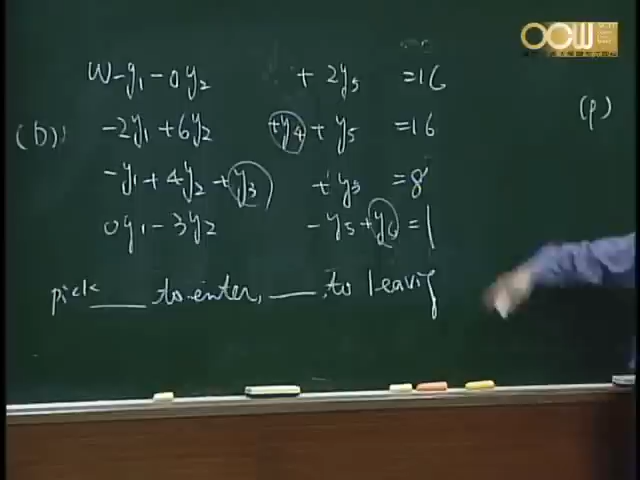 OCW
w - y₁ - 0y₂ + 2y₅ = 16
(b): -2y₁ + 6y₂ +y₄ + y₅ = 16
(p)
-y₁ + 4y₂ + y₃ + y₅ = 8
0y₁ - 3y₂ - y₅ + y₆ = 1
pick ___ to enter, ___ to leaving